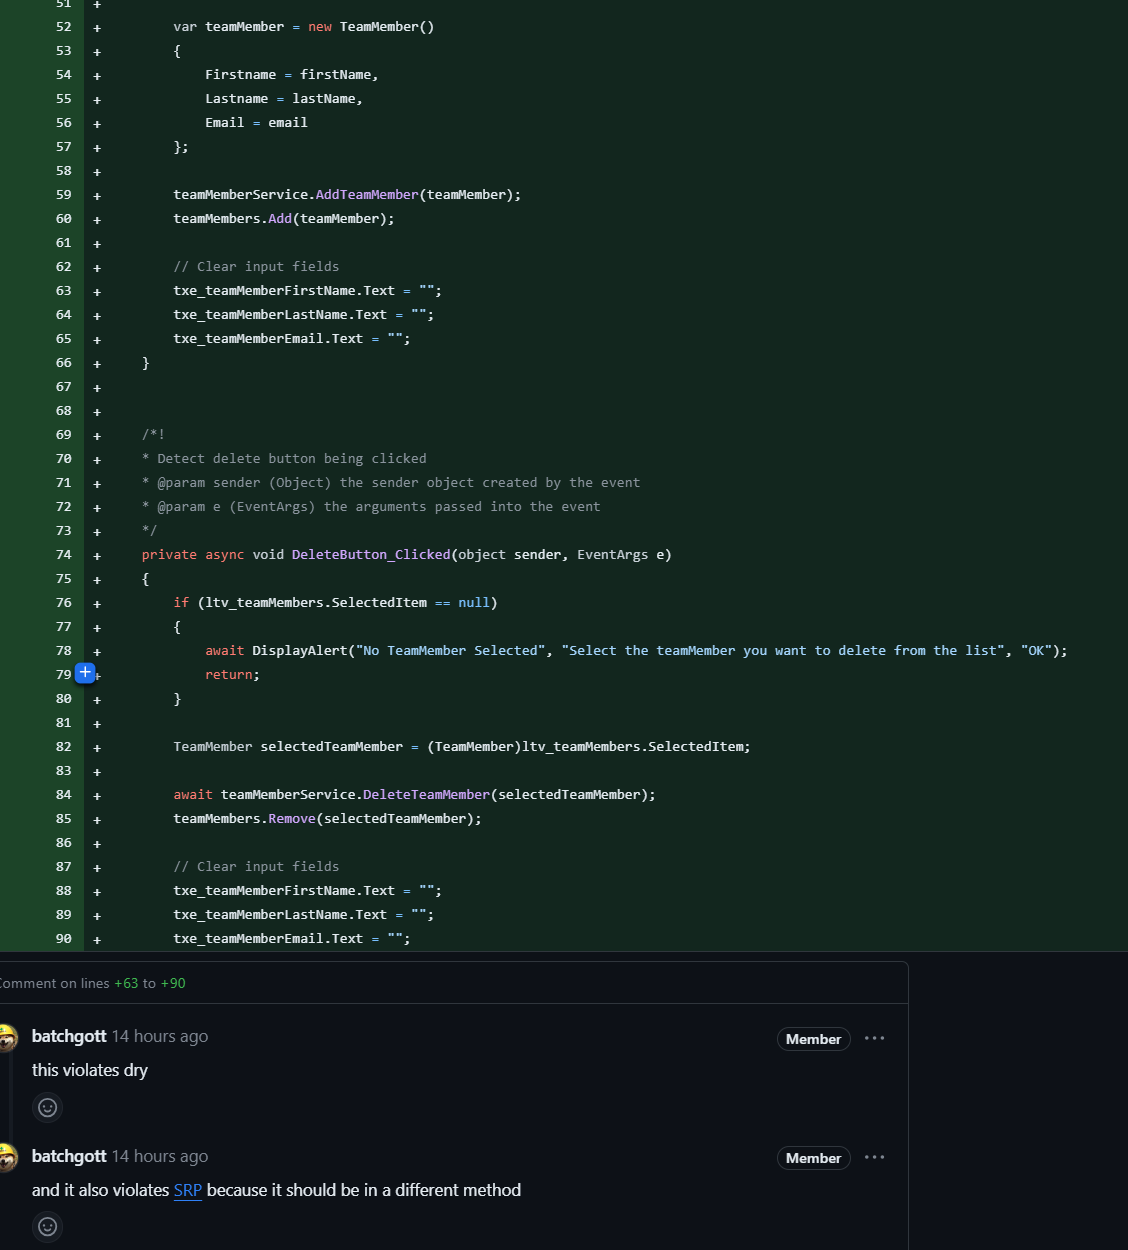 51 +
52 + var teamMember = new TeamMember()
53 + {
54 + Firstname = firstName,
55 + Lastname = lastName,
56 + Email = email
57 + };
58 +
59 + teamMemberService.AddTeamMember(teamMember);
60 + teamMembers.Add(teamMember);
61 +
62 + // Clear input fields
63 + txe_teamMemberFirstName.Text = "";
64 + txe_teamMemberLastName.Text = "";
65 + txe_teamMemberEmail.Text = "";
66 + }
67 +
68 +
69 + /*!
70 + * Detect delete button being clicked
71 + * @param sender (Object) the sender object created by the event
72 + * @param e (EventArgs) the arguments passed into the event
73 + */
74 + private async void DeleteButton_Clicked(object sender, EventArgs e)
75 + {
76 + if (ltv_teamMembers.SelectedItem == null)
77 + {
78 + await DisplayAlert("No TeamMember Selected", "Select the teamMember you want to delete from the list", "OK");
79 + return;
80 + }
81 +
82 + TeamMember selectedTeamMember = (TeamMember)ltv_teamMembers.SelectedItem;
83 +
84 + await teamMemberService.DeleteTeamMember(selectedTeamMember);
85 + teamMembers.Remove(selectedTeamMember);
86 +
87 + // Clear input fields
88 + txe_teamMemberFirstName.Text = "";
89 + txe_teamMemberLastName.Text = "";
90 + txe_teamMemberEmail.Text = "";
Comment on lines +63 to +90
batchgott 14 hours ago Member ...
this violates dry
batchgott 14 hours ago Member ...
and it also violates SRP because it should be in a different method